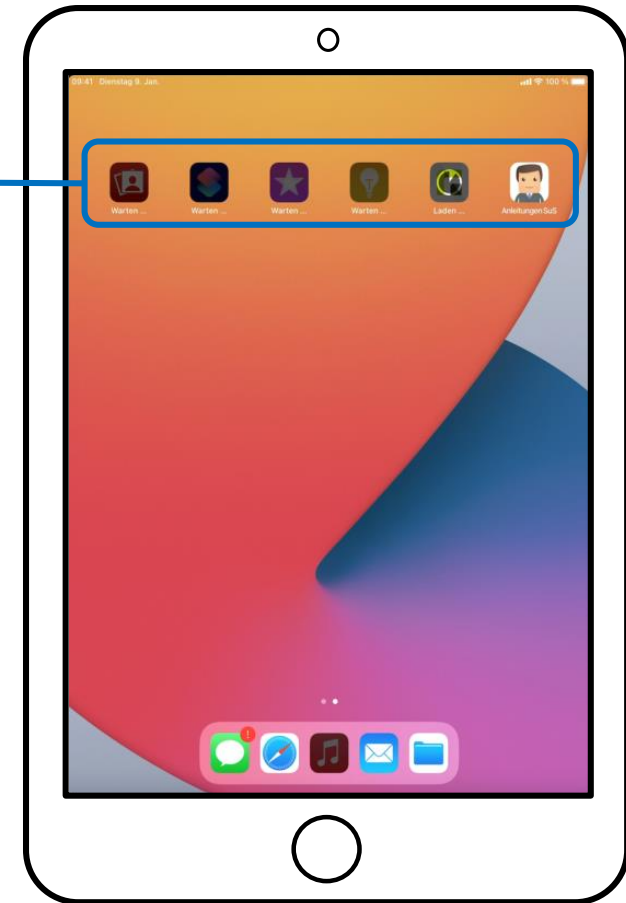 09:41 Dienstag 9. Jan.
100 %
Warten ...
Warten ...
Warten ...
Warten ...
Laden ...
Anleitungen SuS
!